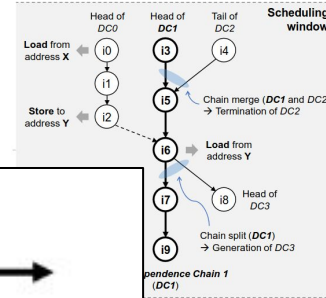 Scheduling
window
Head of
DC0
Head of
DC1
Tail of
DC2
Load from
address X
i0
i3
i4
i1
Store to
address Y
i2
i5
Chain merge (DC1 and DC2
→ Termination of DC2
i6
Load from
address Y
i7
i8
Head of
DC3
Chain split (DC1)
→ Generation of DC3
i9
pendence Chain 1
(DC1)